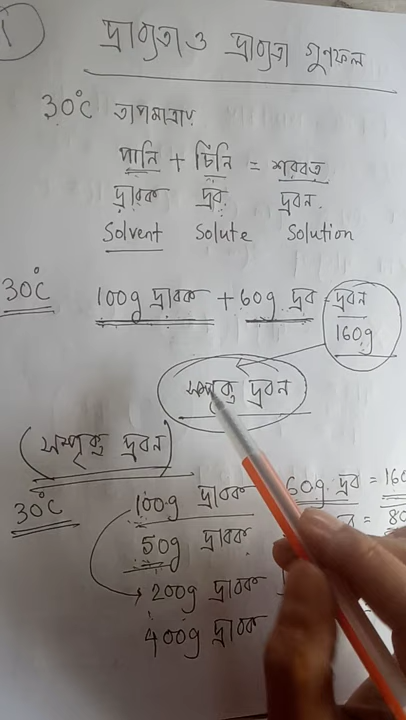 1
দ্রাব্যতা ও দ্রাব্যতা গুণফল
30°C তাপমাত্রায়
পানি + চিনি = শরবত
দ্রাবক দ্রব দ্রবন
Solvent Solute Solution
30°C 100g দ্রাবক + 60g দ্রব = দ্রবন
160g
সম্পৃক্ত দ্রবন
(সম্পৃক্ত দ্রবন)
30°C 100g দ্রাবক 60g দ্রব = 160
50g দ্রাবক = 80
200g দ্রাবক
400g দ্রাবক